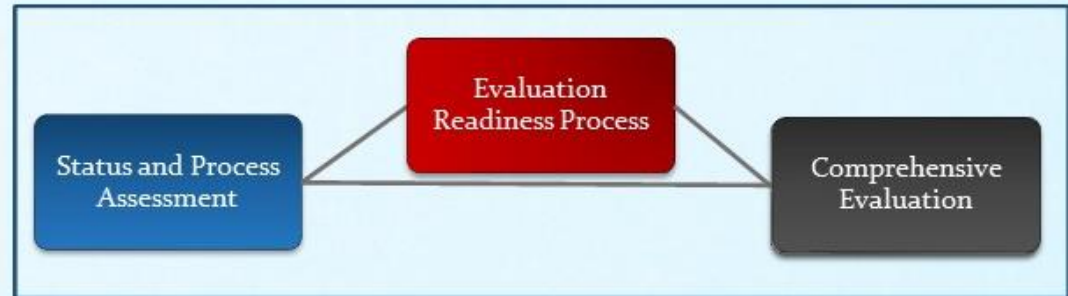 Status and Process
Assessment
Evaluation
Readiness Process
Comprehensive
Evaluation